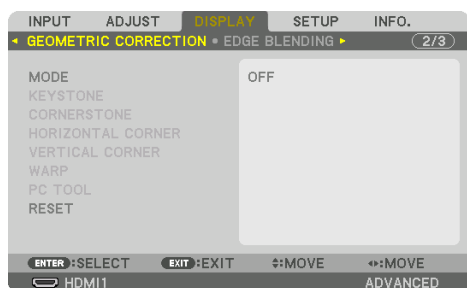 INPUT ADJUST DISPLAY SETUP INFO.
◂ GEOMETRIC CORRECTION • EDGE BLENDING ▸ 2/3
MODE OFF
KEYSTONE
CORNERSTONE
HORIZONTAL CORNER
VERTICAL CORNER
WARP
PC TOOL
RESET
ENTER :SELECT EXIT :EXIT ⬍:MOVE ⬌:MOVE
HDMI1 ADVANCED